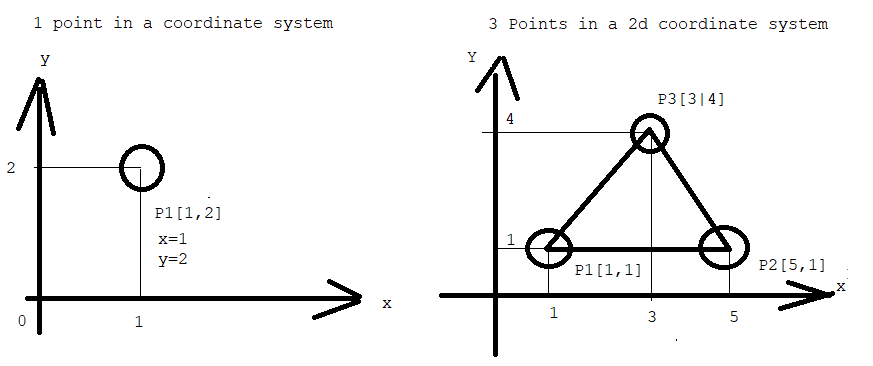 1 point in a coordinate system
y
2
P1[1,2]
x=1
y=2
x
0
1
3 Points in a 2d coordinate system
Y
P3[3|4]
4
1
P1[1,1]
P2[5,1]
x
1
3
5